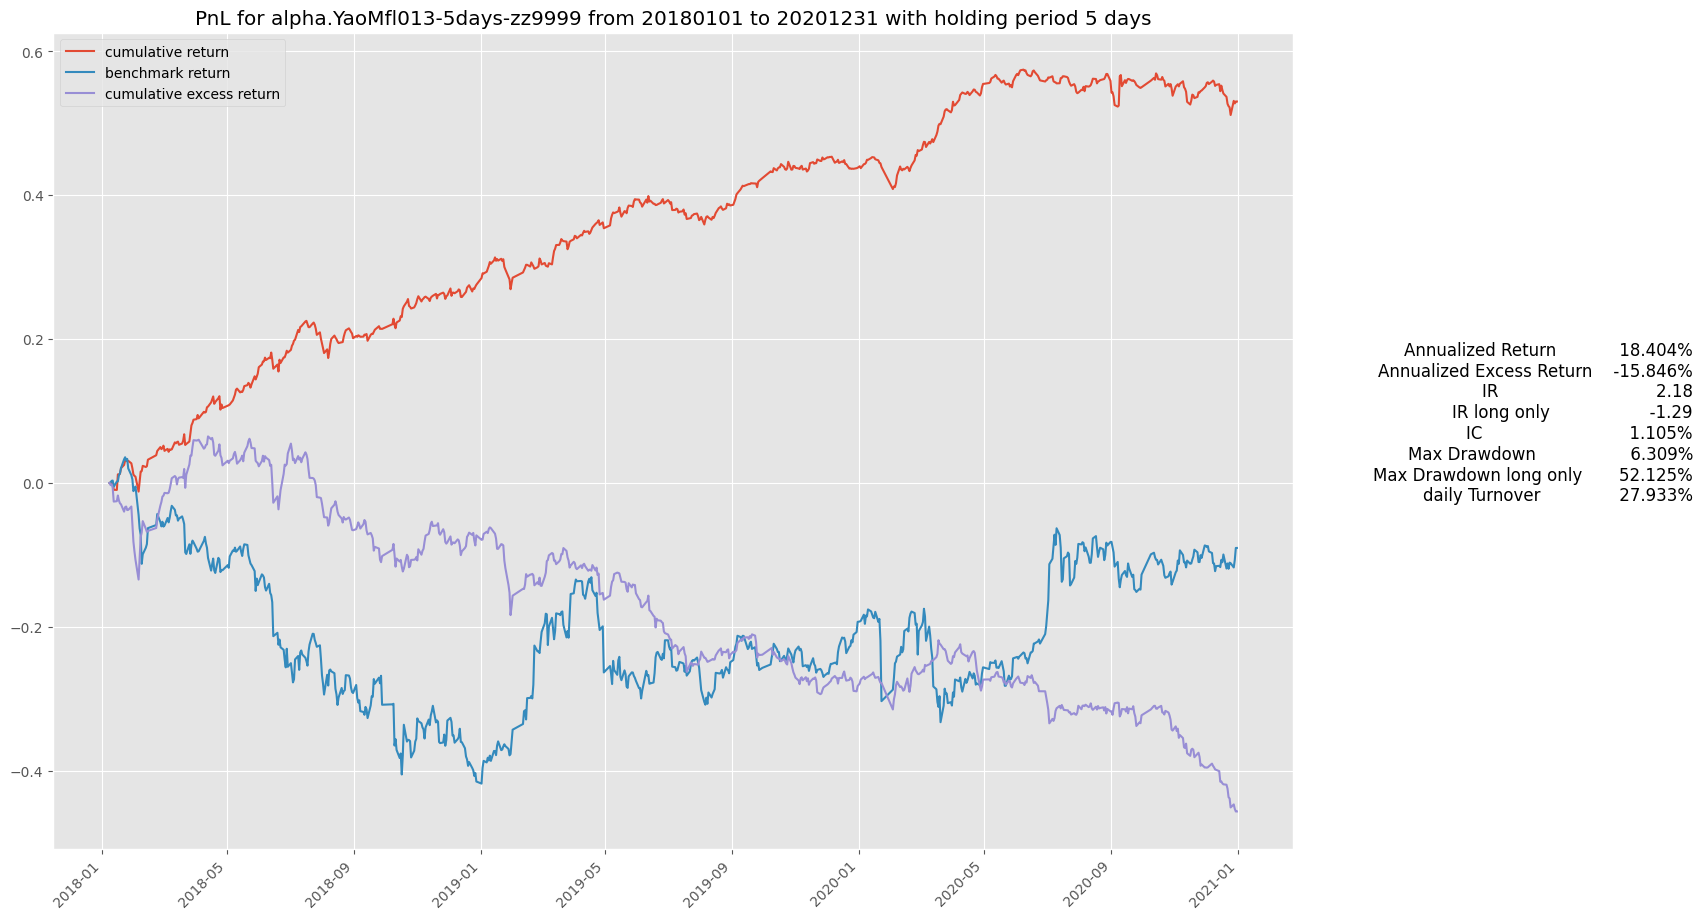 PnL for alpha.YaoMfl013-5days-zz9999 from 20180101 to 20201231 with holding period 5 days
cumulative return
benchmark return
cumulative excess return
0.6
0.4
0.2
0.0
−0.2
−0.4
2018-01
2018-05
2018-09
2019-01
2019-05
2019-09
2020-01
2020-05
2020-09
2021-01
Annualized Return 18.404%
Annualized Excess Return -15.846%
IR 2.18
IR long only -1.29
IC 1.105%
Max Drawdown 6.309%
Max Drawdown long only 52.125%
daily Turnover 27.933%